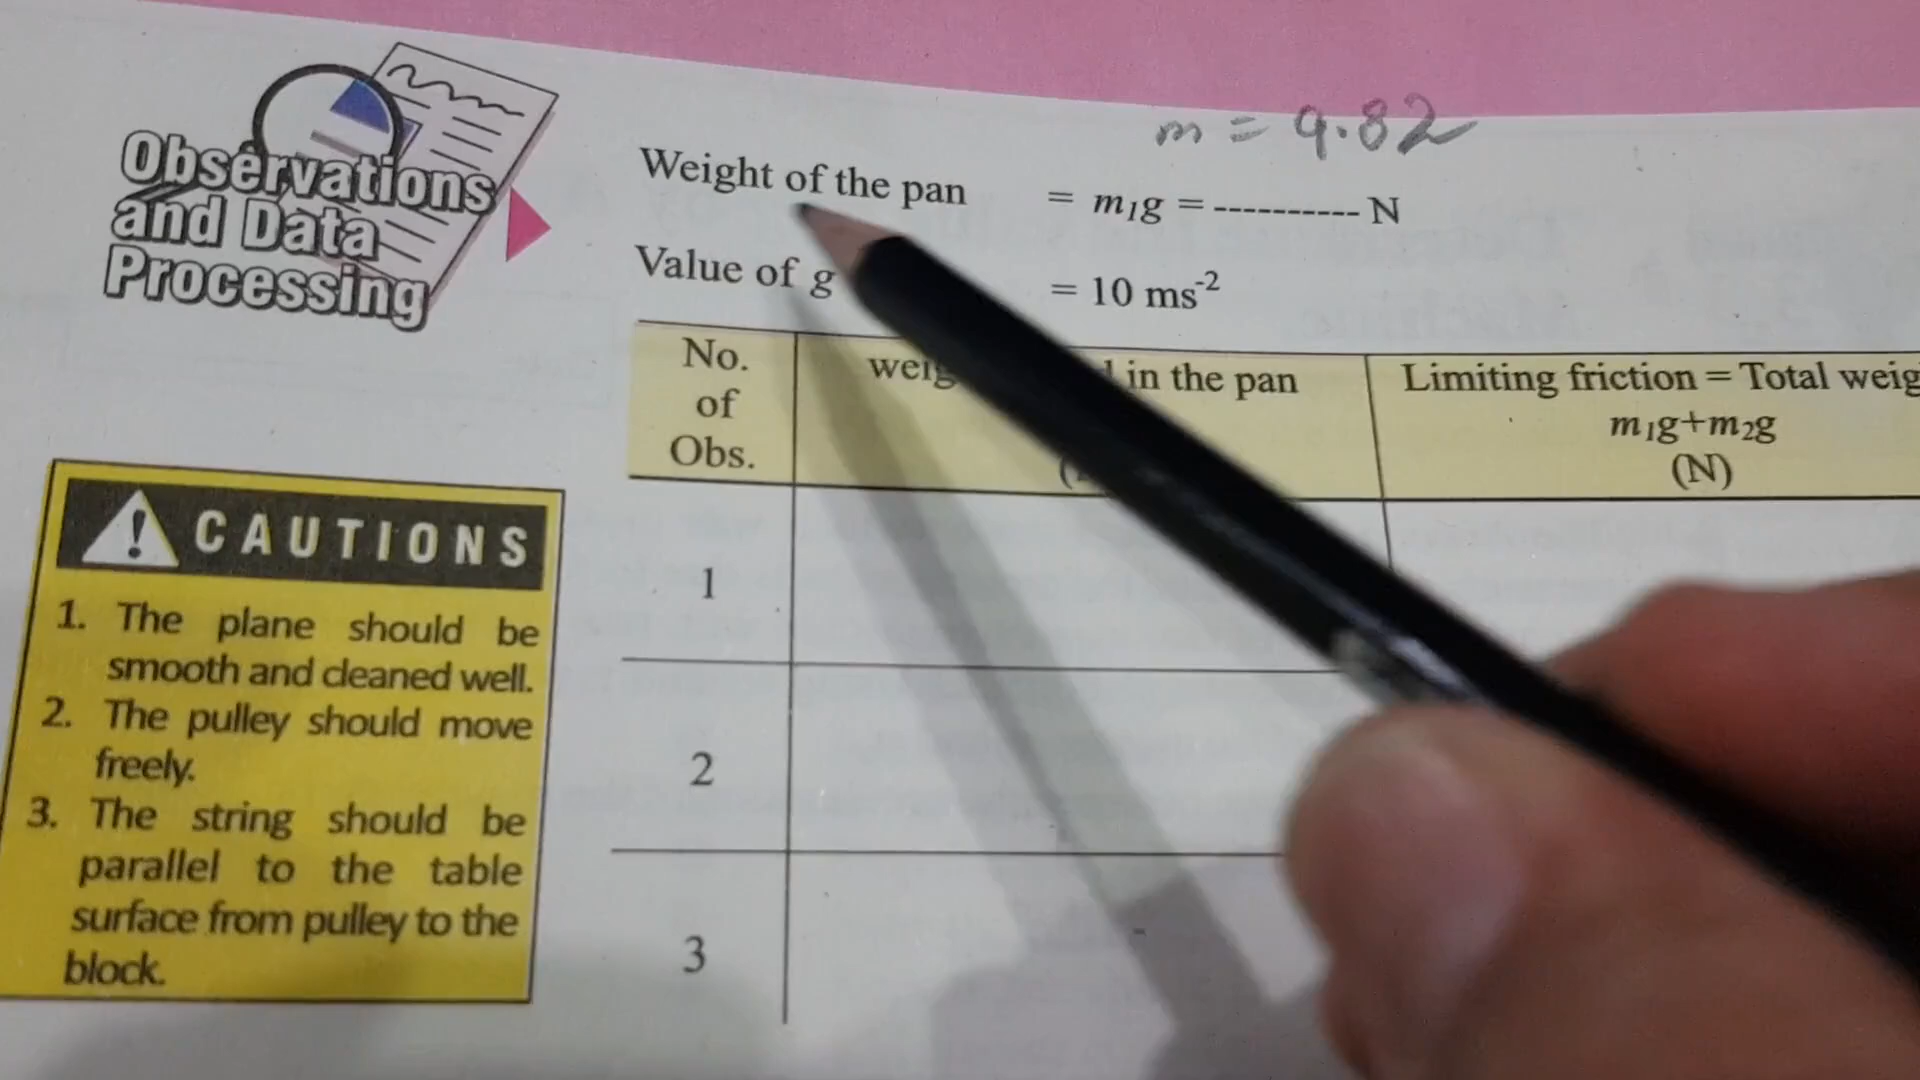 Observations
and Data
Processing
m = 9.82
Weight of the pan = m₁g = ---------- N
Value of g = 10 ms⁻²
No.
of
Obs.
in the pan
Limiting friction = Total
m₁g+m₂g
(N)
1
2
3
! CAUTIONS
1. The plane should be
smooth and cleaned well.
2. The pulley should move
freely.
3. The string should be
parallel to the table
surface from pulley to the
block.